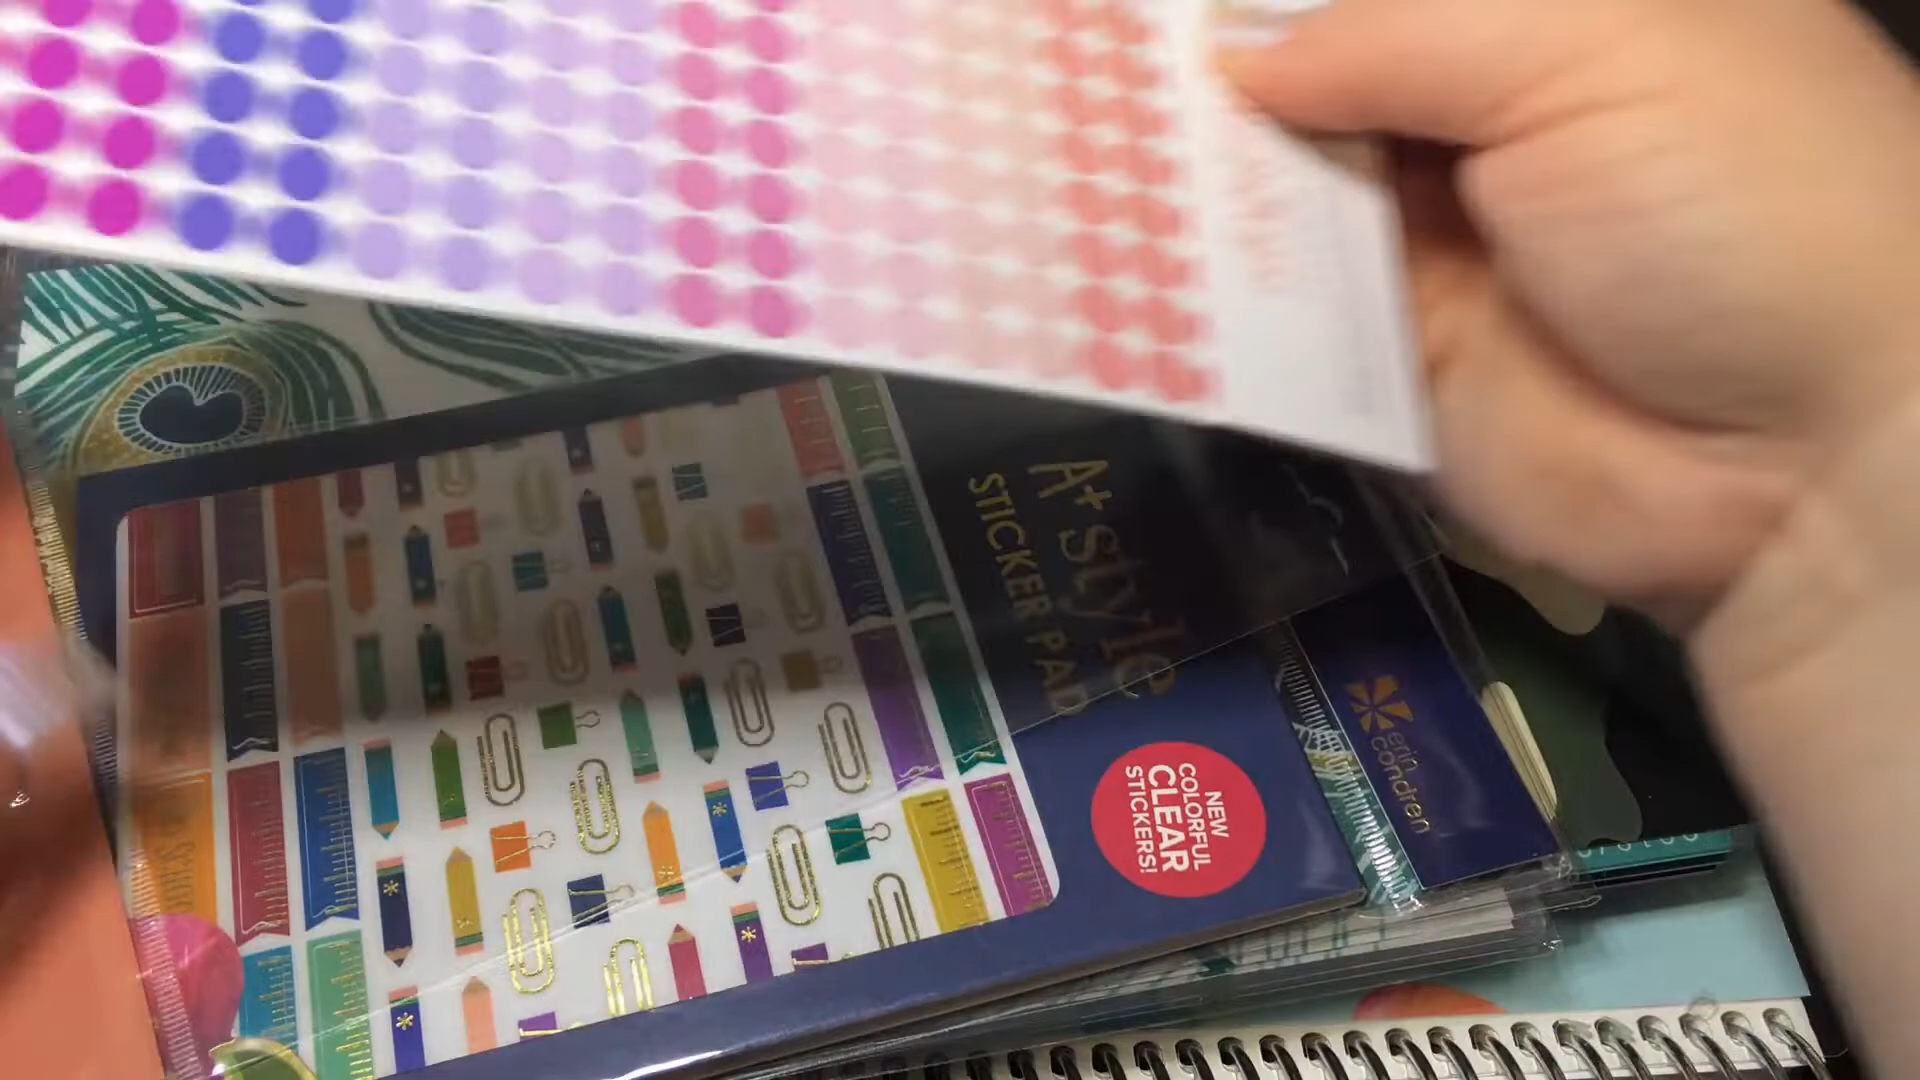 A+ style
STICKER PAD
NEW
COLORFUL
CLEAR
STICKERS!
erin
condren